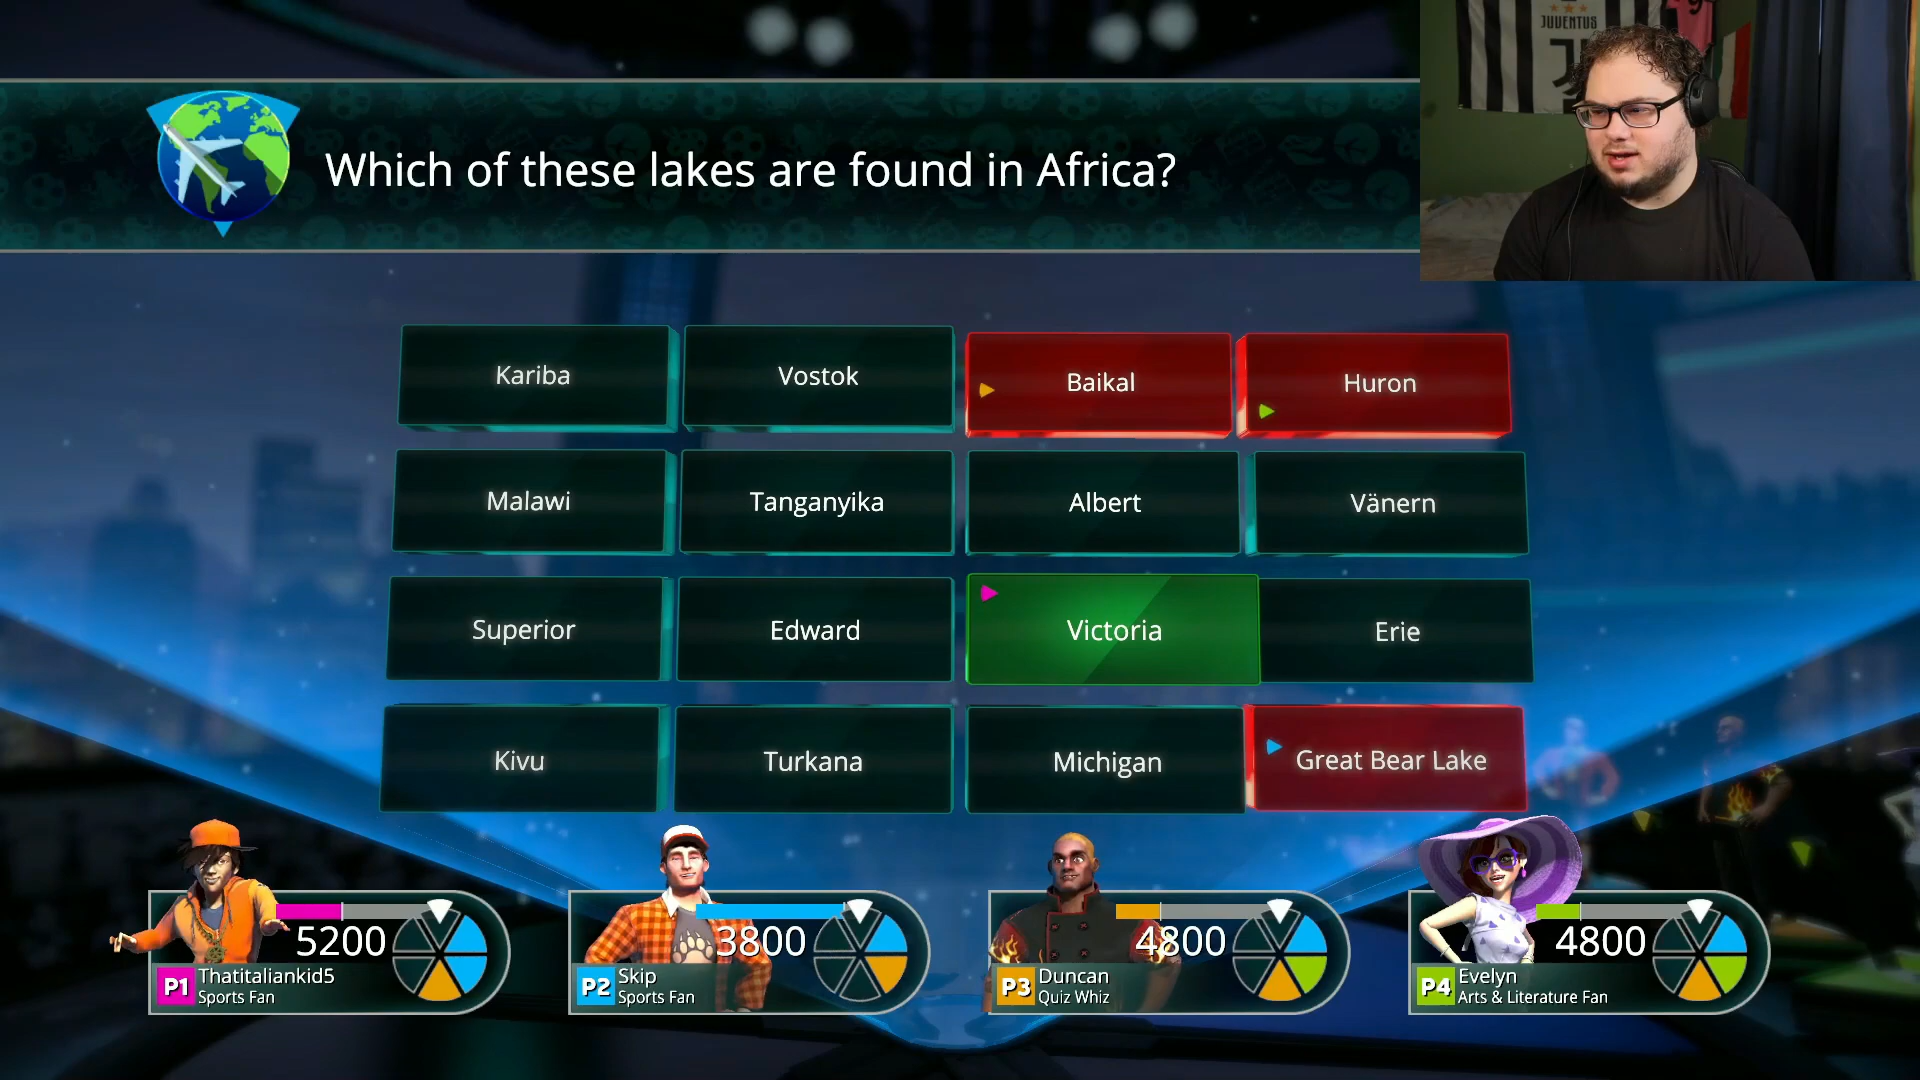 JUVENTUS
Which of these lakes are found in Africa?
Kariba
Vostok
Baikal
Huron
Malawi
Tanganyika
Albert
Vänern
Superior
Edward
Victoria
Erie
Kivu
Turkana
Michigan
Great Bear Lake
5200
P1 Thatitaliankid5
Sports Fan
3800
P2 Skip
Sports Fan
4800
P3 Duncan
Quiz Whiz
4800
P4 Evelyn
Arts & Literature Fan